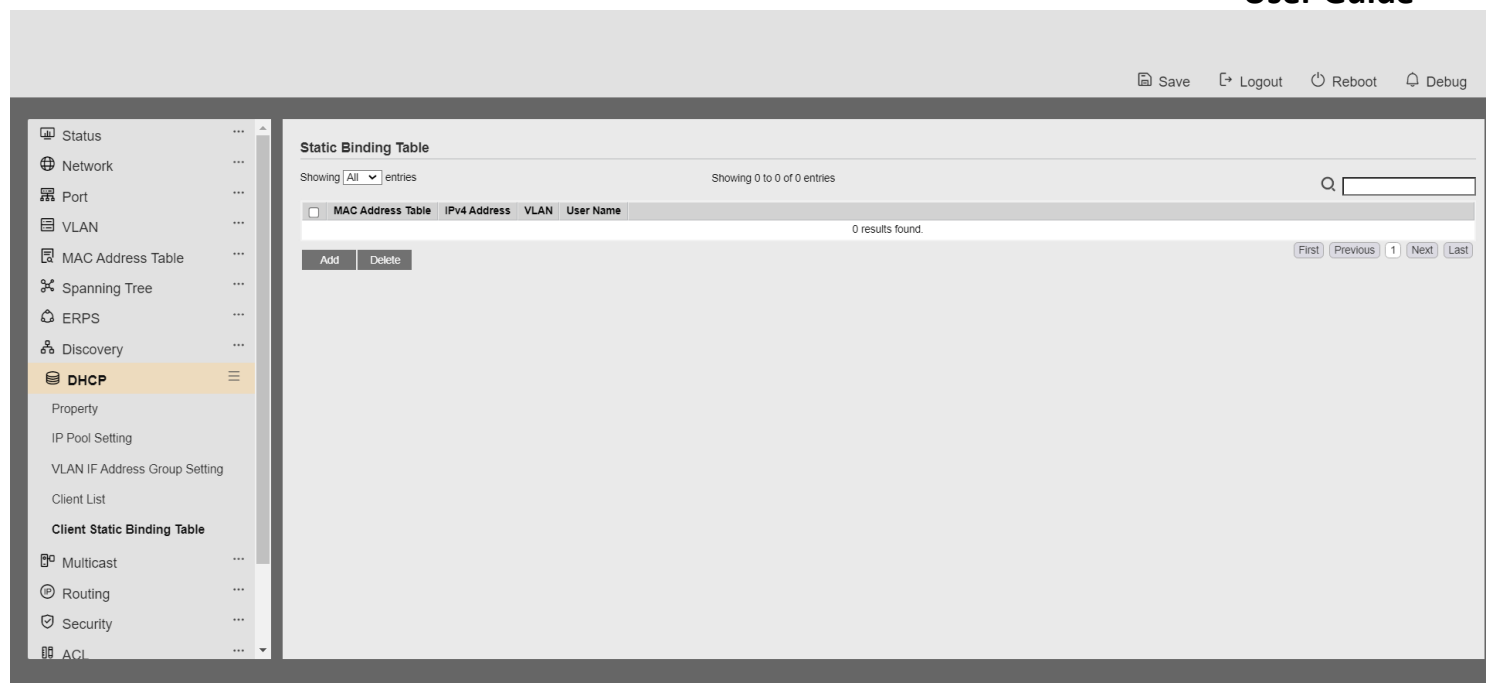 User Guide
Save Logout Reboot Debug
Status ...
Network ...
Port ...
VLAN ...
MAC Address Table ...
Spanning Tree ...
ERPS ...
Discovery ...
DHCP
Property
IP Pool Setting
VLAN IF Address Group Setting
Client List
Client Static Binding Table
Multicast ...
Routing ...
Security ...
ACL ...
Static Binding Table
Showing All entries Showing 0 to 0 of 0 entries
MAC Address Table IPv4 Address VLAN User Name
0 results found.
Add Delete First Previous 1 Next Last